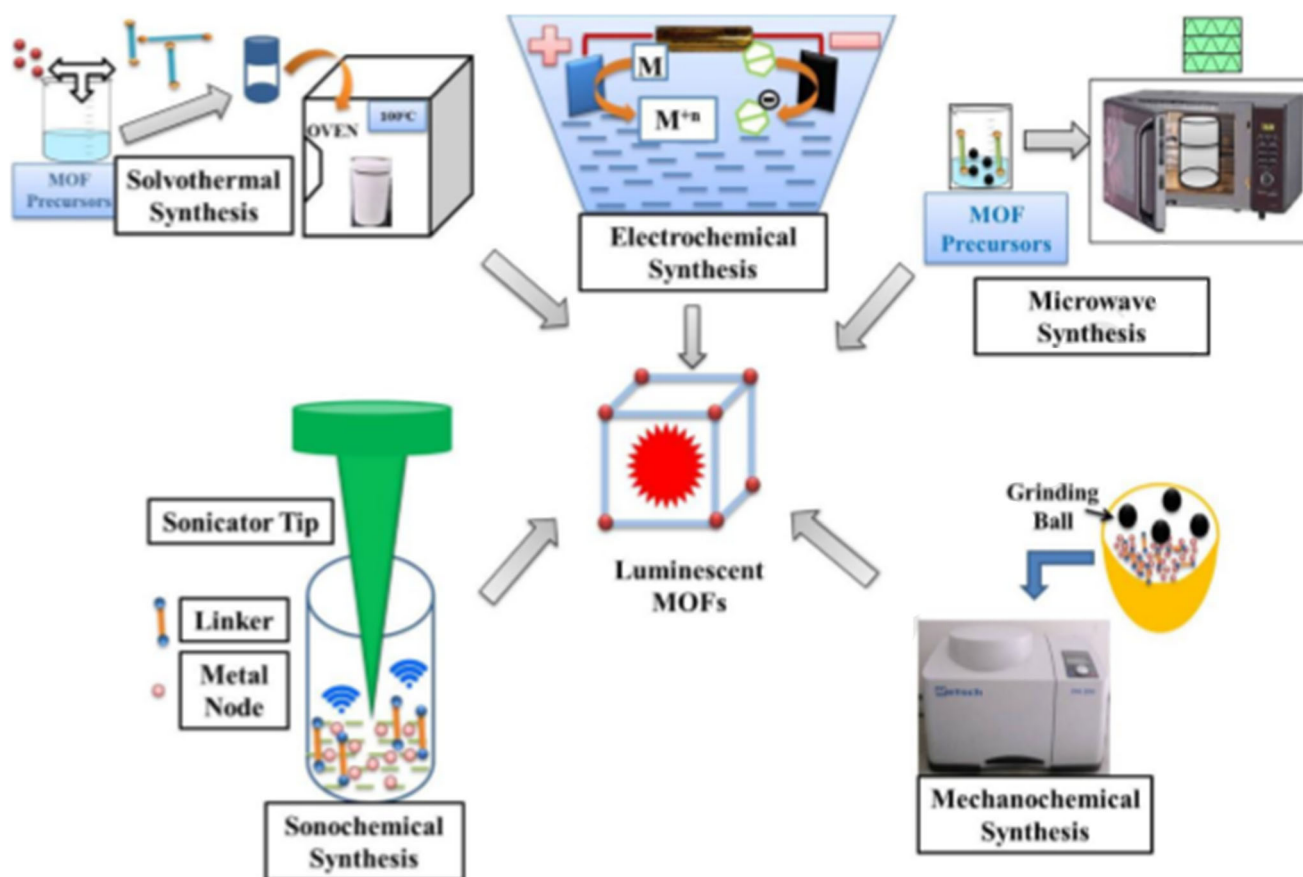 MOF
Precursors
Solvothermal
Synthesis
OVEN
M
M+n
Electrochemical
Synthesis
MOF
Precursors
Microwave
Synthesis
Sonicator Tip
Linker
Metal
Node
Sonochemical
Synthesis
Luminescent
MOFs
Grinding
Ball
Mechanochemical
Synthesis